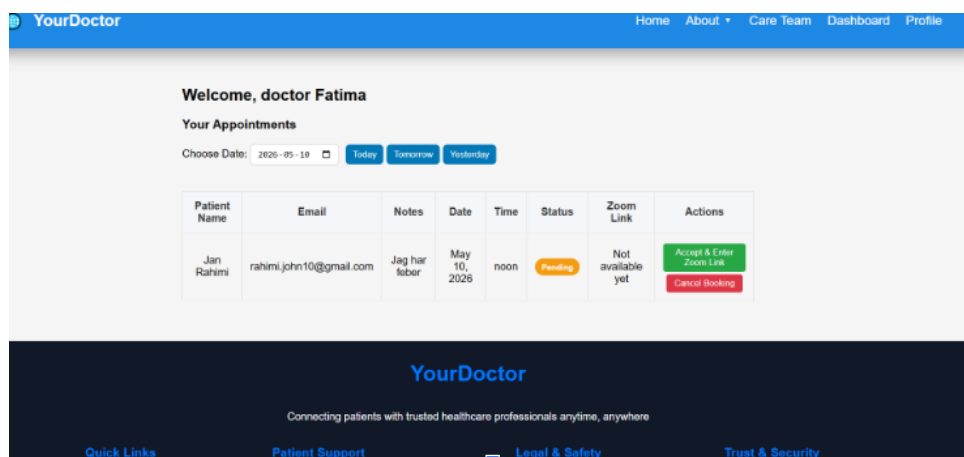 YourDoctor
Home About ▾ Care Team Dashboard Profile
Welcome, doctor Fatima
Your Appointments
Choose Date: 2026-05-10 Today Tomorrow Yesterday
Patient Name Email Notes Date Time Status Zoom Link Actions
Jan Rahimi rahimi.john10@gmail.com Jag har feber May 10, 2026 noon Pending Not available yet Accept & Enter Zoom Link
Cancel Booking
YourDoctor
Connecting patients with trusted healthcare professionals anytime, anywhere
Quick Links Patient Support Legal & Safety Trust & Security